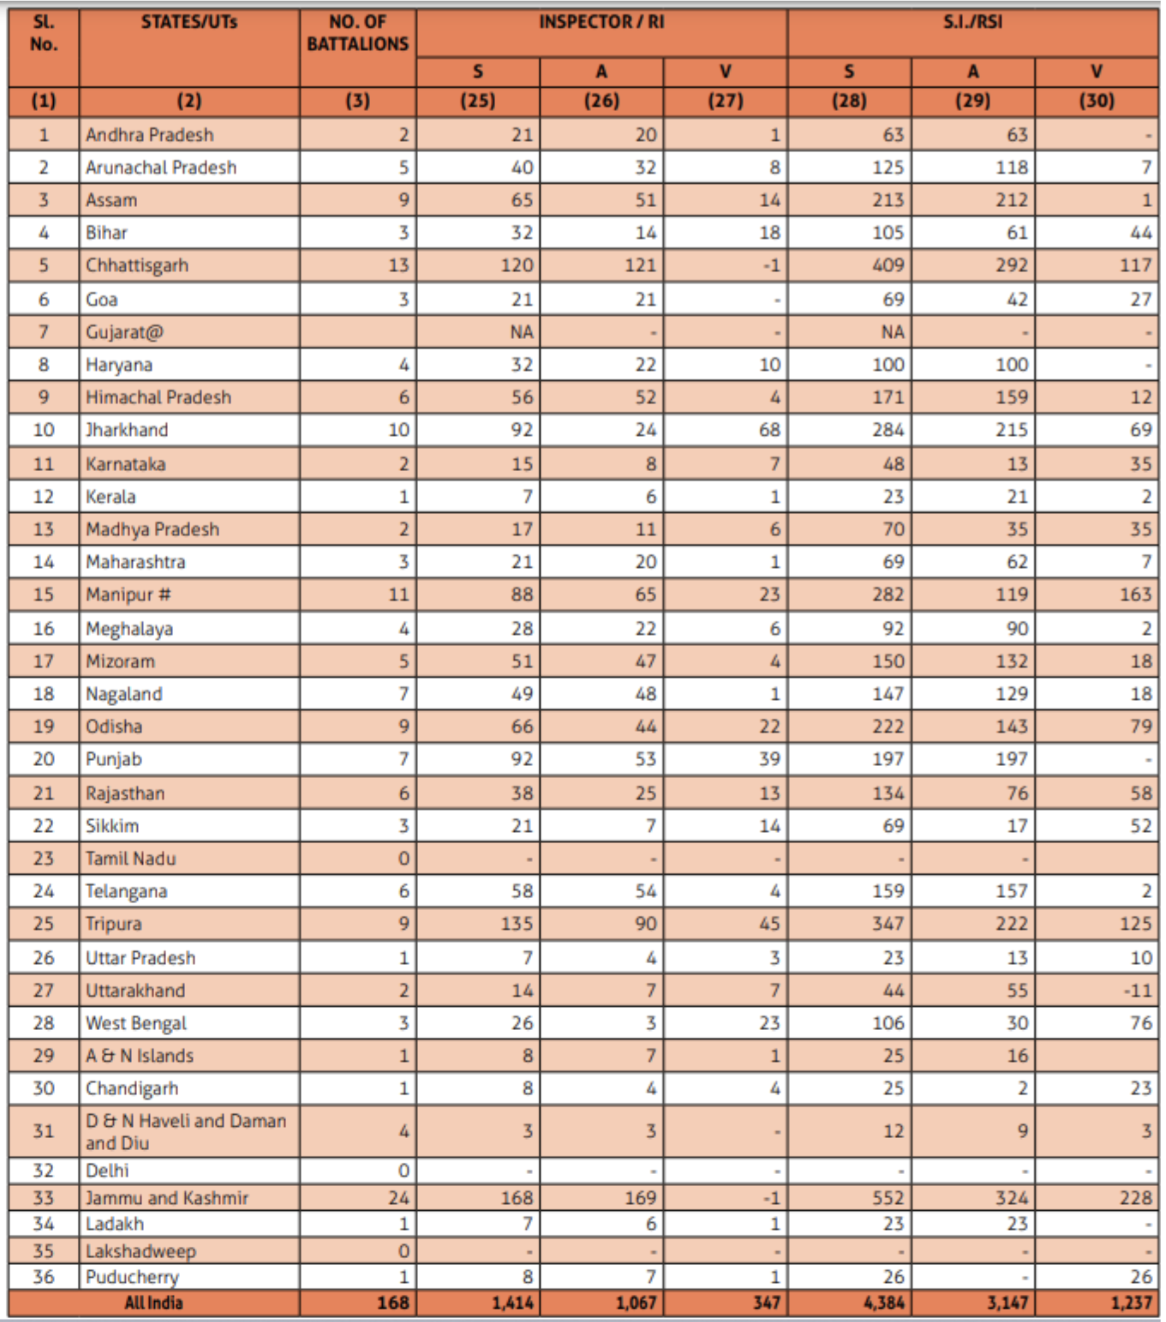 Sl. No. STATES/UTs NO. OF BATTALIONS INSPECTOR / RI S.I./RSI
S A V S A V
(1) (2) (3) (25) (26) (27) (28) (29) (30)
1 Andhra Pradesh 2 21 20 1 63 63 -
2 Arunachal Pradesh 5 40 32 8 125 118 7
3 Assam 9 65 51 14 213 212 1
4 Bihar 3 32 14 18 105 61 44
5 Chhattisgarh 13 120 121 -1 409 292 117
6 Goa 3 21 21 - 69 42 27
7 Gujarat@ NA - - NA - -
8 Haryana 4 32 22 10 100 100 -
9 Himachal Pradesh 6 56 52 4 171 159 12
10 Jharkhand 10 92 24 68 284 215 69
11 Karnataka 2 15 8 7 48 13 35
12 Kerala 1 7 6 1 23 21 2
13 Madhya Pradesh 2 17 11 6 70 35 35
14 Maharashtra 3 21 20 1 69 62 7
15 Manipur # 11 88 65 23 282 119 163
16 Meghalaya 4 28 22 6 92 90 2
17 Mizoram 5 51 47 4 150 132 18
18 Nagaland 7 49 48 1 147 129 18
19 Odisha 9 66 44 22 222 143 79
20 Punjab 7 92 53 39 197 197 -
21 Rajasthan 6 38 25 13 134 76 58
22 Sikkim 3 21 7 14 69 17 52
23 Tamil Nadu 0 - - - - -
24 Telangana 6 58 54 4 159 157 2
25 Tripura 9 135 90 45 347 222 125
26 Uttar Pradesh 1 7 4 3 23 13 10
27 Uttarakhand 2 14 7 7 44 55 -11
28 West Bengal 3 26 3 23 106 30 76
29 A & N Islands 1 8 7 1 25 16
30 Chandigarh 1 8 4 4 25 2 23
31 D & N Haveli and Daman and Diu 4 3 3 - 12 9 3
32 Delhi 0 - - - - - -
33 Jammu and Kashmir 24 168 169 -1 552 324 228
34 Ladakh 1 7 6 1 23 23 -
35 Lakshadweep 0 - - - - - -
36 Puducherry 1 8 7 1 26 - 26
All India 168 1,414 1,067 347 4,384 3,147 1,237